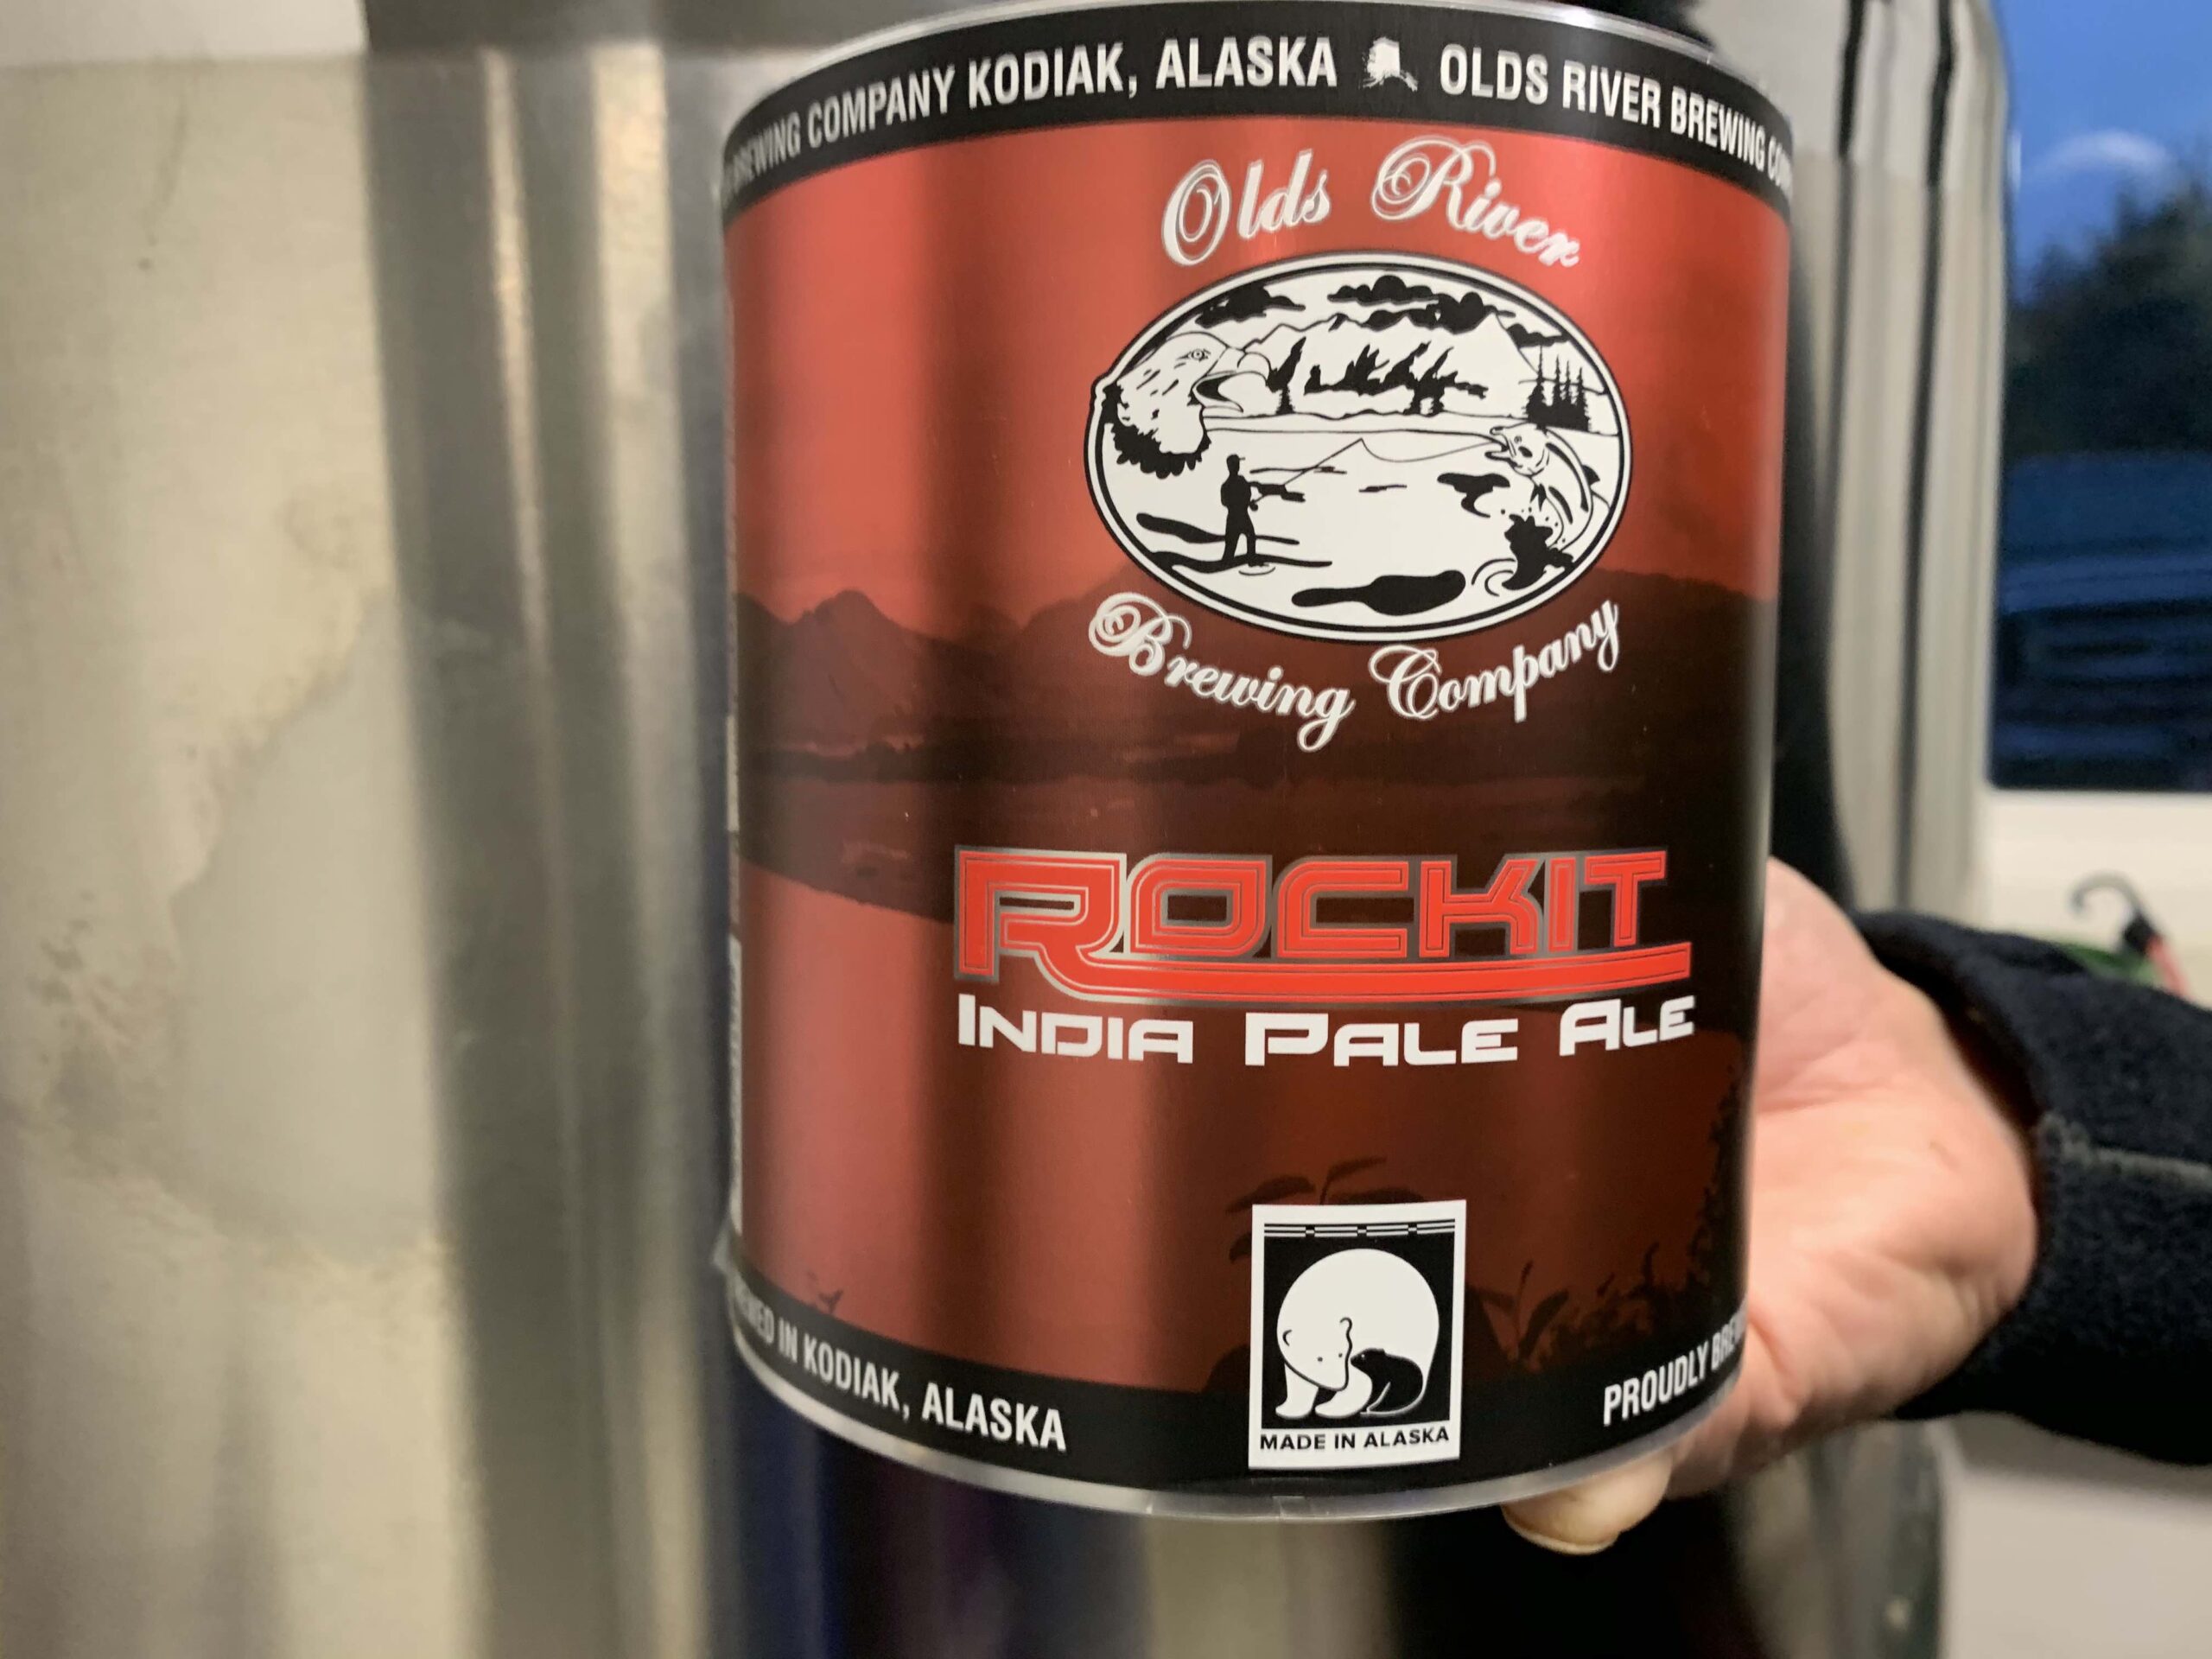 BREWING COMPANY KODIAK, ALASKA OLDS RIVER BREWING
Olds River
Brewing Company
ROCKIT
INDIA PALE ALE
MADE IN ALASKA
IN KODIAK, ALASKA
PROUDLY